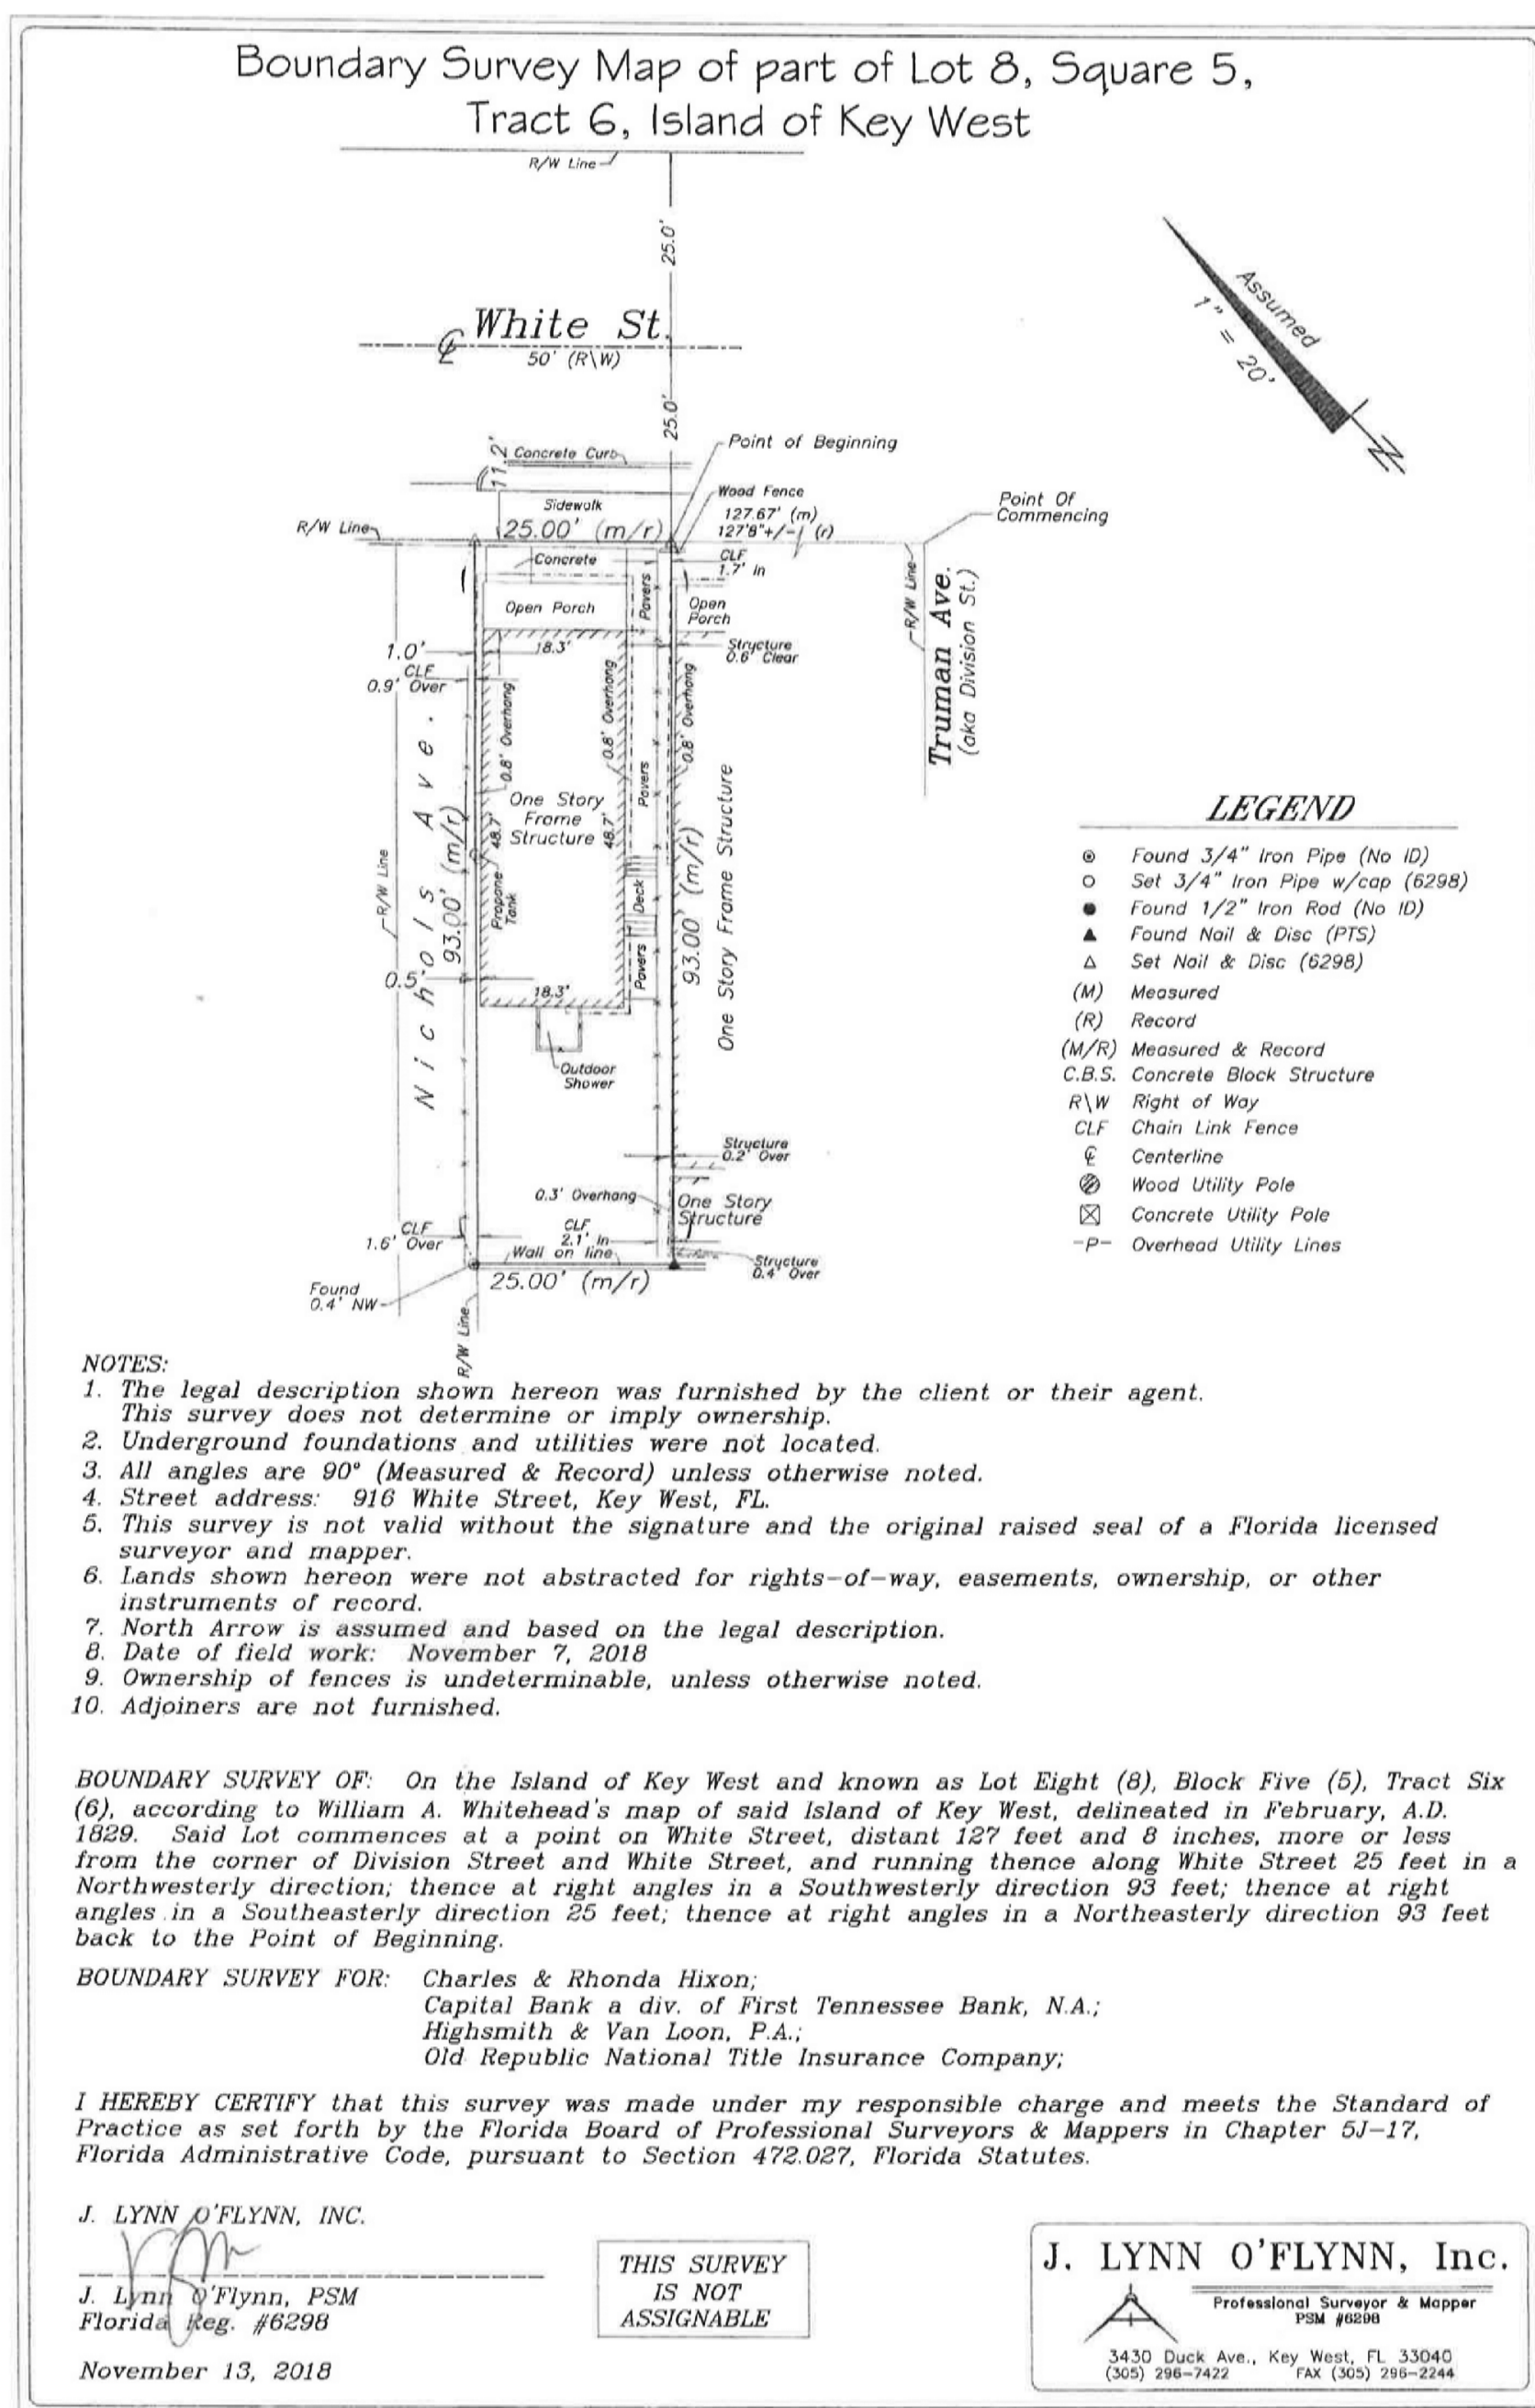 Boundary Survey Map of part of Lot 8, Square 5,
Tract 6, Island of Key West
R/W Line
25.0'
White St.
50' (R\W)
25.0'
Point of Beginning
11.2'
Concrete Curb
Wood Fence
Sidewalk
127.67' (m)
127'8"+/- (r)
Point Of
Commencing
R/W Line
25.00' (m/r)
Assumed
1" = 20'
N
Concrete
CLF
1.7' In
Open Porch
Pavers
Open
Porch
R/W Line
Truman Ave.
(aka Division St.)
1.0'
18.3'
Structure
0.6' Clear
CLF
0.9' Over
0.8' Overhang
0.8' Overhang
0.8' Overhang
Nichols Ave.
R/W Line
93.00' (m/r)
One Story
Frame
Structure
48.7'
48.7'
Pavers
Propane
Tank
Deck
Pavers
93.00' (m/r)
One Story Frame Structure
0.5'
18.3'
Outdoor
Shower
Structure
0.2' Over
0.3' Overhang
One Story
Structure
CLF
1.6' Over
CLF
2.1' In
Wall on line
Structure
0.4' Over
25.00' (m/r)
Found
0.4' NW
R/W Line
LEGEND
Found 3/4" Iron Pipe (No ID)
Set 3/4" Iron Pipe w/cap (6298)
Found 1/2" Iron Rod (No ID)
Found Nail & Disc (PTS)
Set Nail & Disc (6298)
(M) Measured
(R) Record
(M/R) Measured & Record
C.B.S. Concrete Block Structure
R\W Right of Way
CLF Chain Link Fence
℄ Centerline
Wood Utility Pole
Concrete Utility Pole
-P- Overhead Utility Lines
NOTES:
1. The legal description shown hereon was furnished by the client or their agent.
This survey does not determine or imply ownership.
2. Underground foundations and utilities were not located.
3. All angles are 90° (Measured & Record) unless otherwise noted.
4. Street address: 916 White Street, Key West, FL.
5. This survey is not valid without the signature and the original raised seal of a Florida licensed
surveyor and mapper.
6. Lands shown hereon were not abstracted for rights-of-way, easements, ownership, or other
instruments of record.
7. North Arrow is assumed and based on the legal description.
8. Date of field work: November 7, 2018
9. Ownership of fences is undeterminable, unless otherwise noted.
10. Adjoiners are not furnished.
BOUNDARY SURVEY OF: On the Island of Key West and known as Lot Eight (8), Block Five (5), Tract Six
(6), according to William A. Whitehead's map of said Island of Key West, delineated in February, A.D.
1829. Said Lot commences at a point on White Street, distant 127 feet and 8 inches, more or less
from the corner of Division Street and White Street, and running thence along White Street 25 feet in a
Northwesterly direction; thence at right angles in a Southwesterly direction 93 feet; thence at right
angles in a Southeasterly direction 25 feet; thence at right angles in a Northeasterly direction 93 feet
back to the Point of Beginning.
BOUNDARY SURVEY FOR: Charles & Rhonda Hixon;
Capital Bank a div. of First Tennessee Bank, N.A.;
Highsmith & Van Loon, P.A.;
Old Republic National Title Insurance Company;
I HEREBY CERTIFY that this survey was made under my responsible charge and meets the Standard of
Practice as set forth by the Florida Board of Professional Surveyors & Mappers in Chapter 5J-17,
Florida Administrative Code, pursuant to Section 472.027, Florida Statutes.
J. LYNN O'FLYNN, INC.
J. Lynn O'Flynn, PSM
Florida Reg. #6298
November 13, 2018
THIS SURVEY
IS NOT
ASSIGNABLE
J. LYNN O'FLYNN, Inc.
Professional Surveyor & Mapper
PSM #6298
3430 Duck Ave., Key West, FL 33040
(305) 296-7422 FAX (305) 296-2244